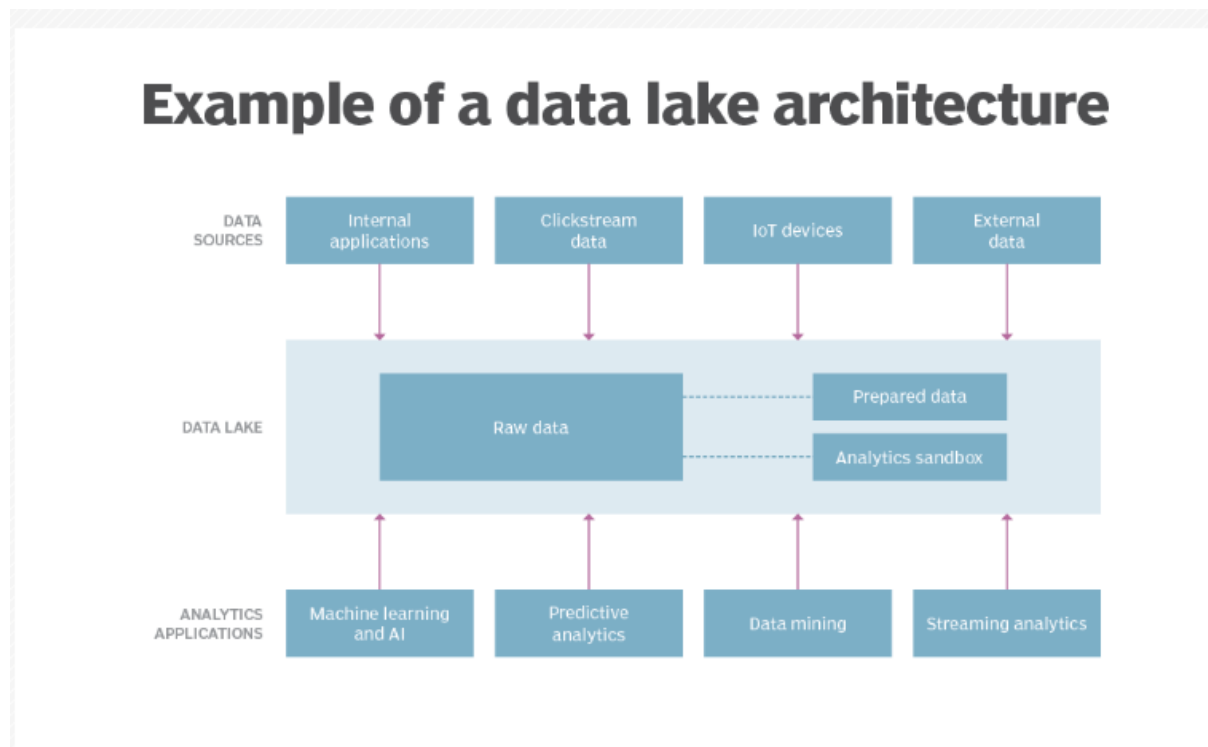 Example of a data lake architecture
DATA
SOURCES
Internal
applications
Clickstream
data
IoT devices
External
data
DATA LAKE
Raw data
Prepared data
Analytics sandbox
ANALYTICS
APPLICATIONS
Machine learning
and AI
Predictive
analytics
Data mining
Streaming analytics